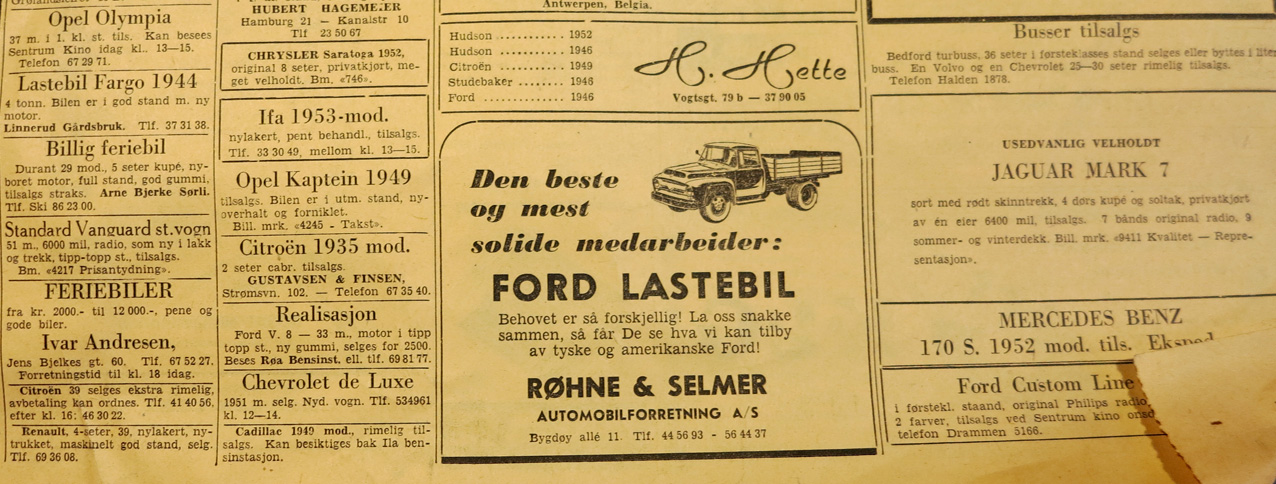 Opel Olympia
37 m. i 1. kl. st. tils. Kan besees
Sentrum Kino idag kl.. 13—15.
Telefon 67 29 71.
Lastebil Fargo 1944
4 tonn. Bilen er i god stand m. ny
motor.
Linnerud Gårdsbruk. Tlf. 37 31 38.
Billig feriebil
Durant 29 mod., 5 seter kupé, ny-
boret motor, full stand, god gummi,
tilsalgs straks. Arne Bjerke Sørli.
Tlf. Ski 86 23 00.
Standard Vanguard st.vogn
51 m., 6000 mil, radio, som ny i lakk
og trekk, tipp-topp st., tilsalgs.
Bm. «4217 Prisantydning».
FERIEBILER
fra kr. 2000.- til 12 000.-, pene og
gode biler.
Ivar Andresen,
Jens Bjelkes gt. 60. Tlf. 67 52 27.
Forretningstid til kl. 18 idag.
Citroën 39 selges ekstra rimelig,
avbetaling kan ordnes. Tlf. 41 40 56,
efter kl. 16: 46 30 22.
Renault, 4-seter, 39, nylakert, ny-
trukket, maskinelt god stand, selg.
Tlf. 69 36 08.
HUBERT HAGEMEIER
Hamburg 21 — Kanalstr 10
Tlf 23 50 67
CHRYSLER Saratoga 1952,
original 8 seter, privatkjørt, me-
get velholdt. Bm. «746».
Ifa 1953-mod.
nylakert, pent behandl., tilsalgs.
Tlf. 33 30 49, mellom kl. 13—15.
Opel Kaptein 1949
tilsalgs. Bilen er i utm. stand, ny-
overhalt og forniklet.
Bill. mrk. «4245 - Takst».
Citroën 1935 mod.
2 seter cabr. tilsalgs.
GUSTAVSEN & FINSEN,
Strømsvn. 102. — Telefon 67 35 40.
Realisasjon
Ford V. 8 — 33 m., motor i tipp
topp st., ny gummi, selges for 2500.
Beses Røa Bensinst. ell. tlf. 69 81 77.
Chevrolet de Luxe
1951 m. selg. Nyd. vogn. Tlf. 534961
kl. 12—14.
Cadillac 1949 mod., rimelig til-
salgs. Kan besiktiges bak Ila ben-
sinstasjon.
Antwerpen, Belgia.
Hudson .......... 1952
Hudson .......... 1946
Citroën .......... 1949
Studebaker ....... 1946
Ford ............. 1946
H. Hette
Vogtsgt. 79 b — 37 90 05
Den beste
og mest
solide medarbeider:
FORD LASTEBIL
Behovet er så forskjellig! La oss snakke
sammen, så får De se hva vi kan tilby
av tyske og amerikanske Ford!
RØHNE & SELMER
AUTOMOBILFORRETNING A/S
Bygdøy allé 11. Tlf. 44 56 93 - 56 44 37
Busser tilsalgs
Bedford turbuss, 36 seter i førsteklasses stand selges eller byttes i
buss. En Volvo og en Chevrolet 25—30 seter rimelig tilsalgs.
Telefon Halden 1878.
USEDVANLIG VELHOLDT
JAGUAR MARK 7
sort med rødt skinntrekk, 4 dørs kupé og soltak, privatkjørt
av én eier 6400 mil, tilsalgs. 7 bånds original radio, 9
sommer- og vinterdekk. Bill. mrk. «9411 Kvalitet — Repre-
sentasjon».
MERCEDES BENZ
170 S. 1952 mod. tils.
Ford Custom Line
i førstekl. staand, original Philips radio
2 farver, tilsalgs ved Sentrum kino
telefon Drammen 5166.